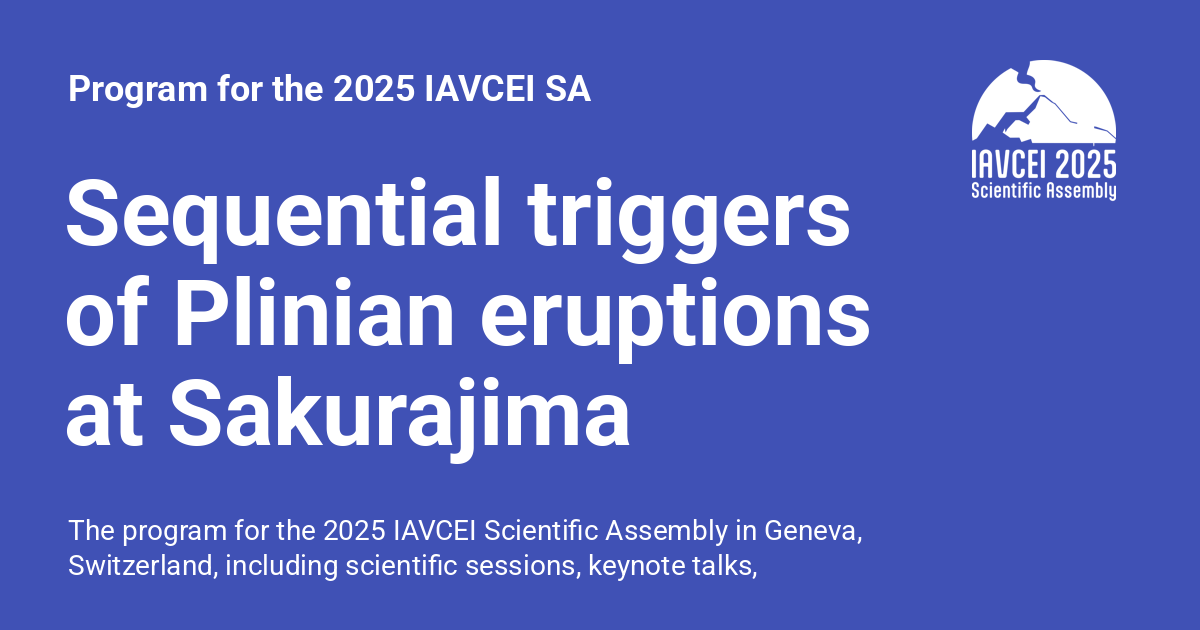 Program for the 2025 IAVCEI SA
IAVCEI 2025
Scientific Assembly
Sequential triggers
of Plinian eruptions
at Sakurajima
The program for the 2025 IAVCEI Scientific Assembly in Geneva,
Switzerland, including scientific sessions, keynote talks,